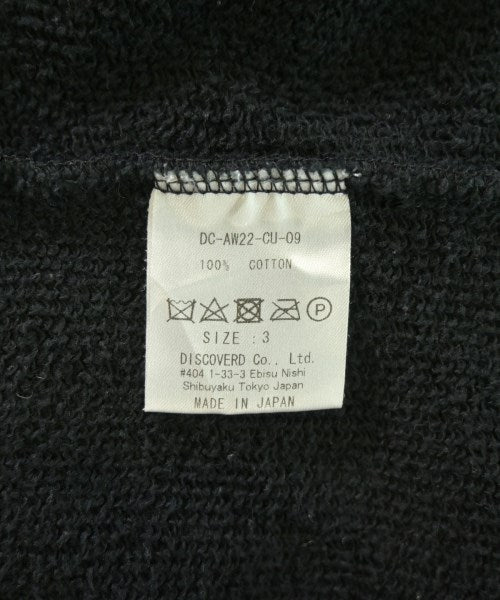 DC-AW22-CU-09
100% COTTON
P
SIZE : 3
DISCOVERD Co., Ltd.
#404 1-33-3 Ebisu Nishi
Shibuyaku Tokyo Japan
MADE IN JAPAN